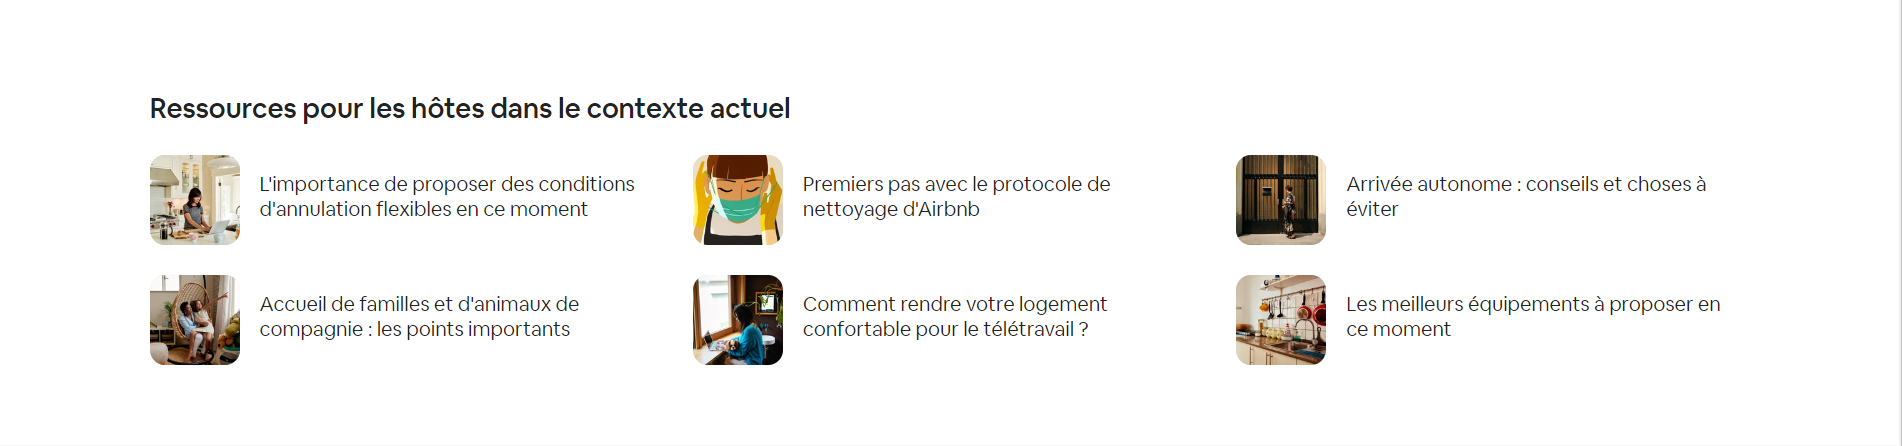 Ressources pour les hôtes dans le contexte actuel
L'importance de proposer des conditions
d'annulation flexibles en ce moment
Premiers pas avec le protocole de
nettoyage d'Airbnb
Arrivée autonome : conseils et choses à
éviter
Accueil de familles et d'animaux de
compagnie : les points importants
Comment rendre votre logement
confortable pour le télétravail ?
Les meilleurs équipements à proposer en
ce moment